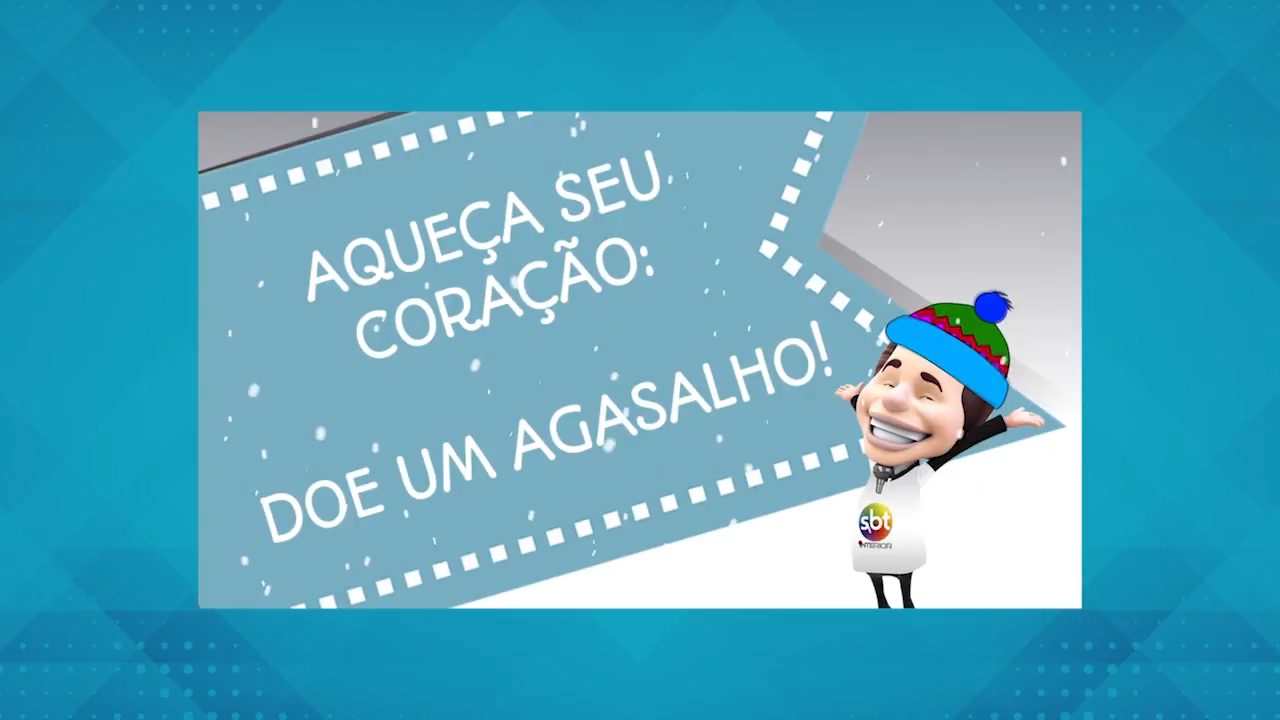 AQUEÇA SEU
CORAÇÃO:
DOE UM AGASALHO!
sbt
INTERIOR